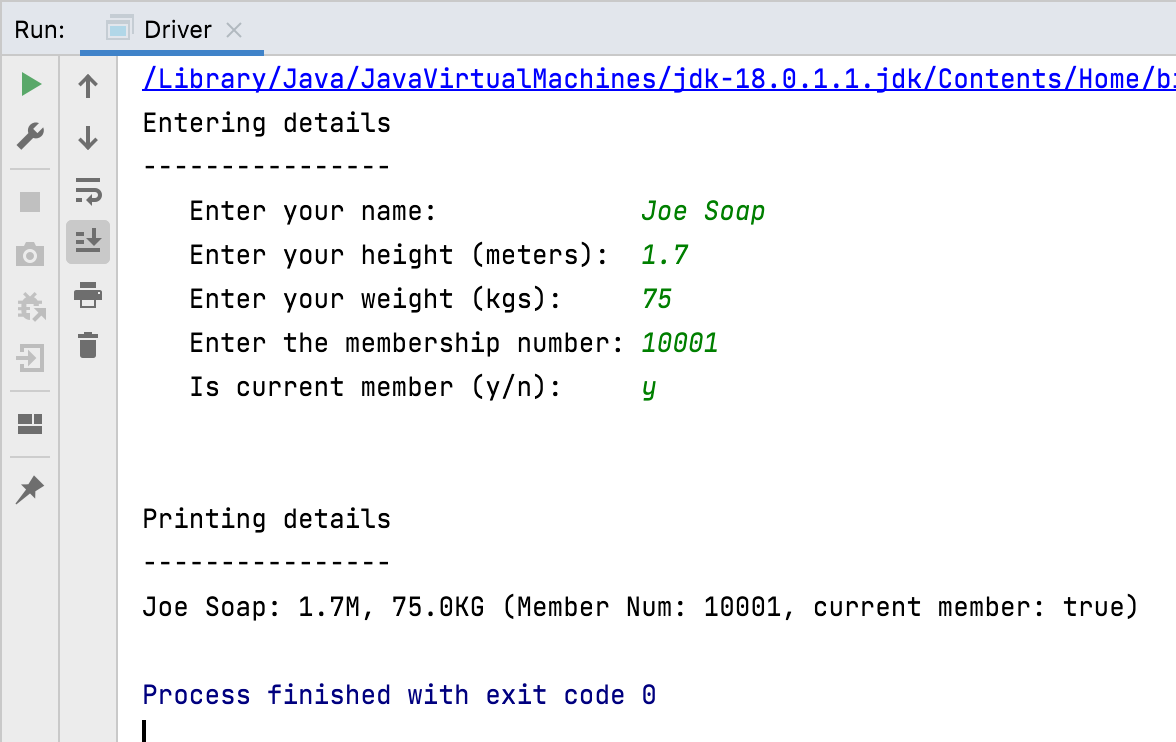 Run: Driver
/Library/Java/JavaVirtualMachines/jdk-18.0.1.1.jdk/Contents/Home/bi
Entering details
----------------
Enter your name: Joe Soap
Enter your height (meters): 1.7
Enter your weight (kgs): 75
Enter the membership number: 10001
Is current member (y/n): y
Printing details
----------------
Joe Soap: 1.7M, 75.0KG (Member Num: 10001, current member: true)
Process finished with exit code 0